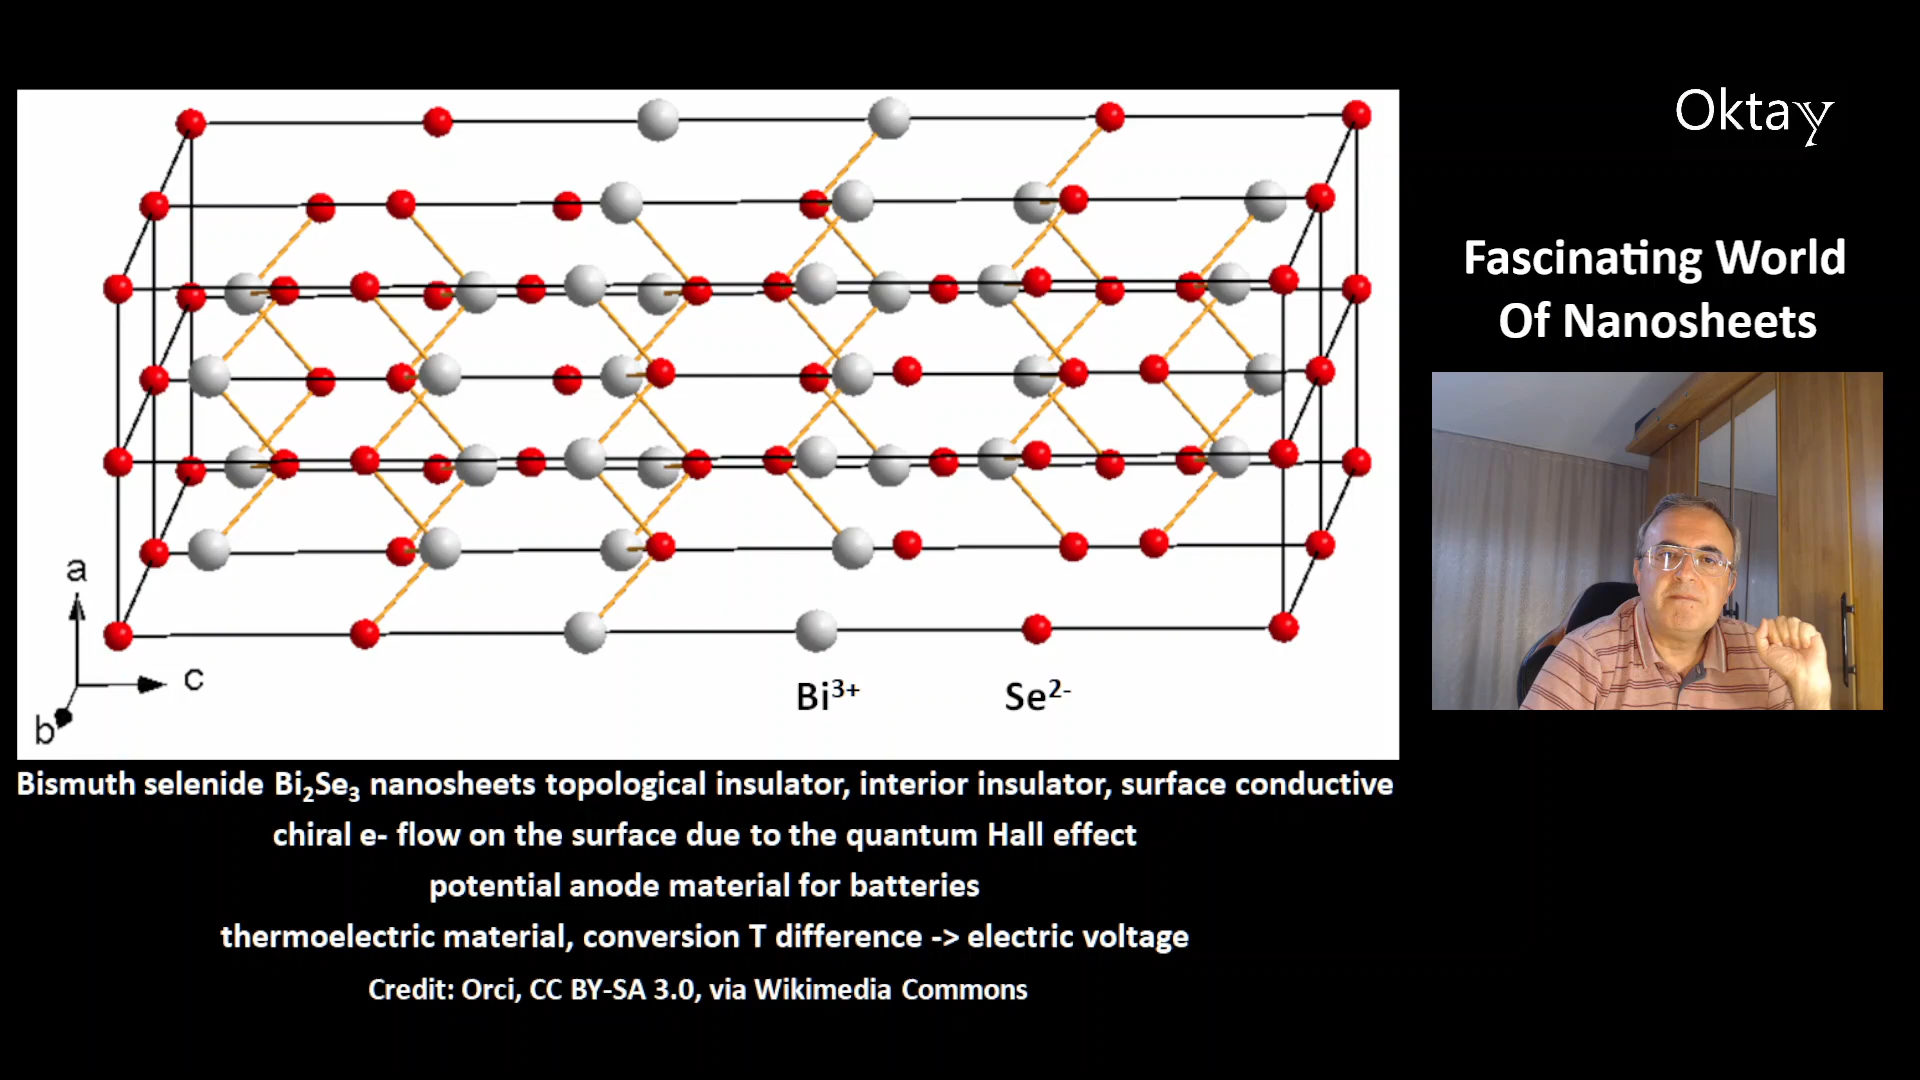 Oktay
Fascinating World
Of Nanosheets
a
c
b
Bi³⁺ Se²⁻
Bismuth selenide Bi₂Se₃ nanosheets topological insulator, interior insulator, surface conductive
chiral e- flow on the surface due to the quantum Hall effect
potential anode material for batteries
thermoelectric material, conversion T difference -> electric voltage
Credit: Orci, CC BY-SA 3.0, via Wikimedia Commons